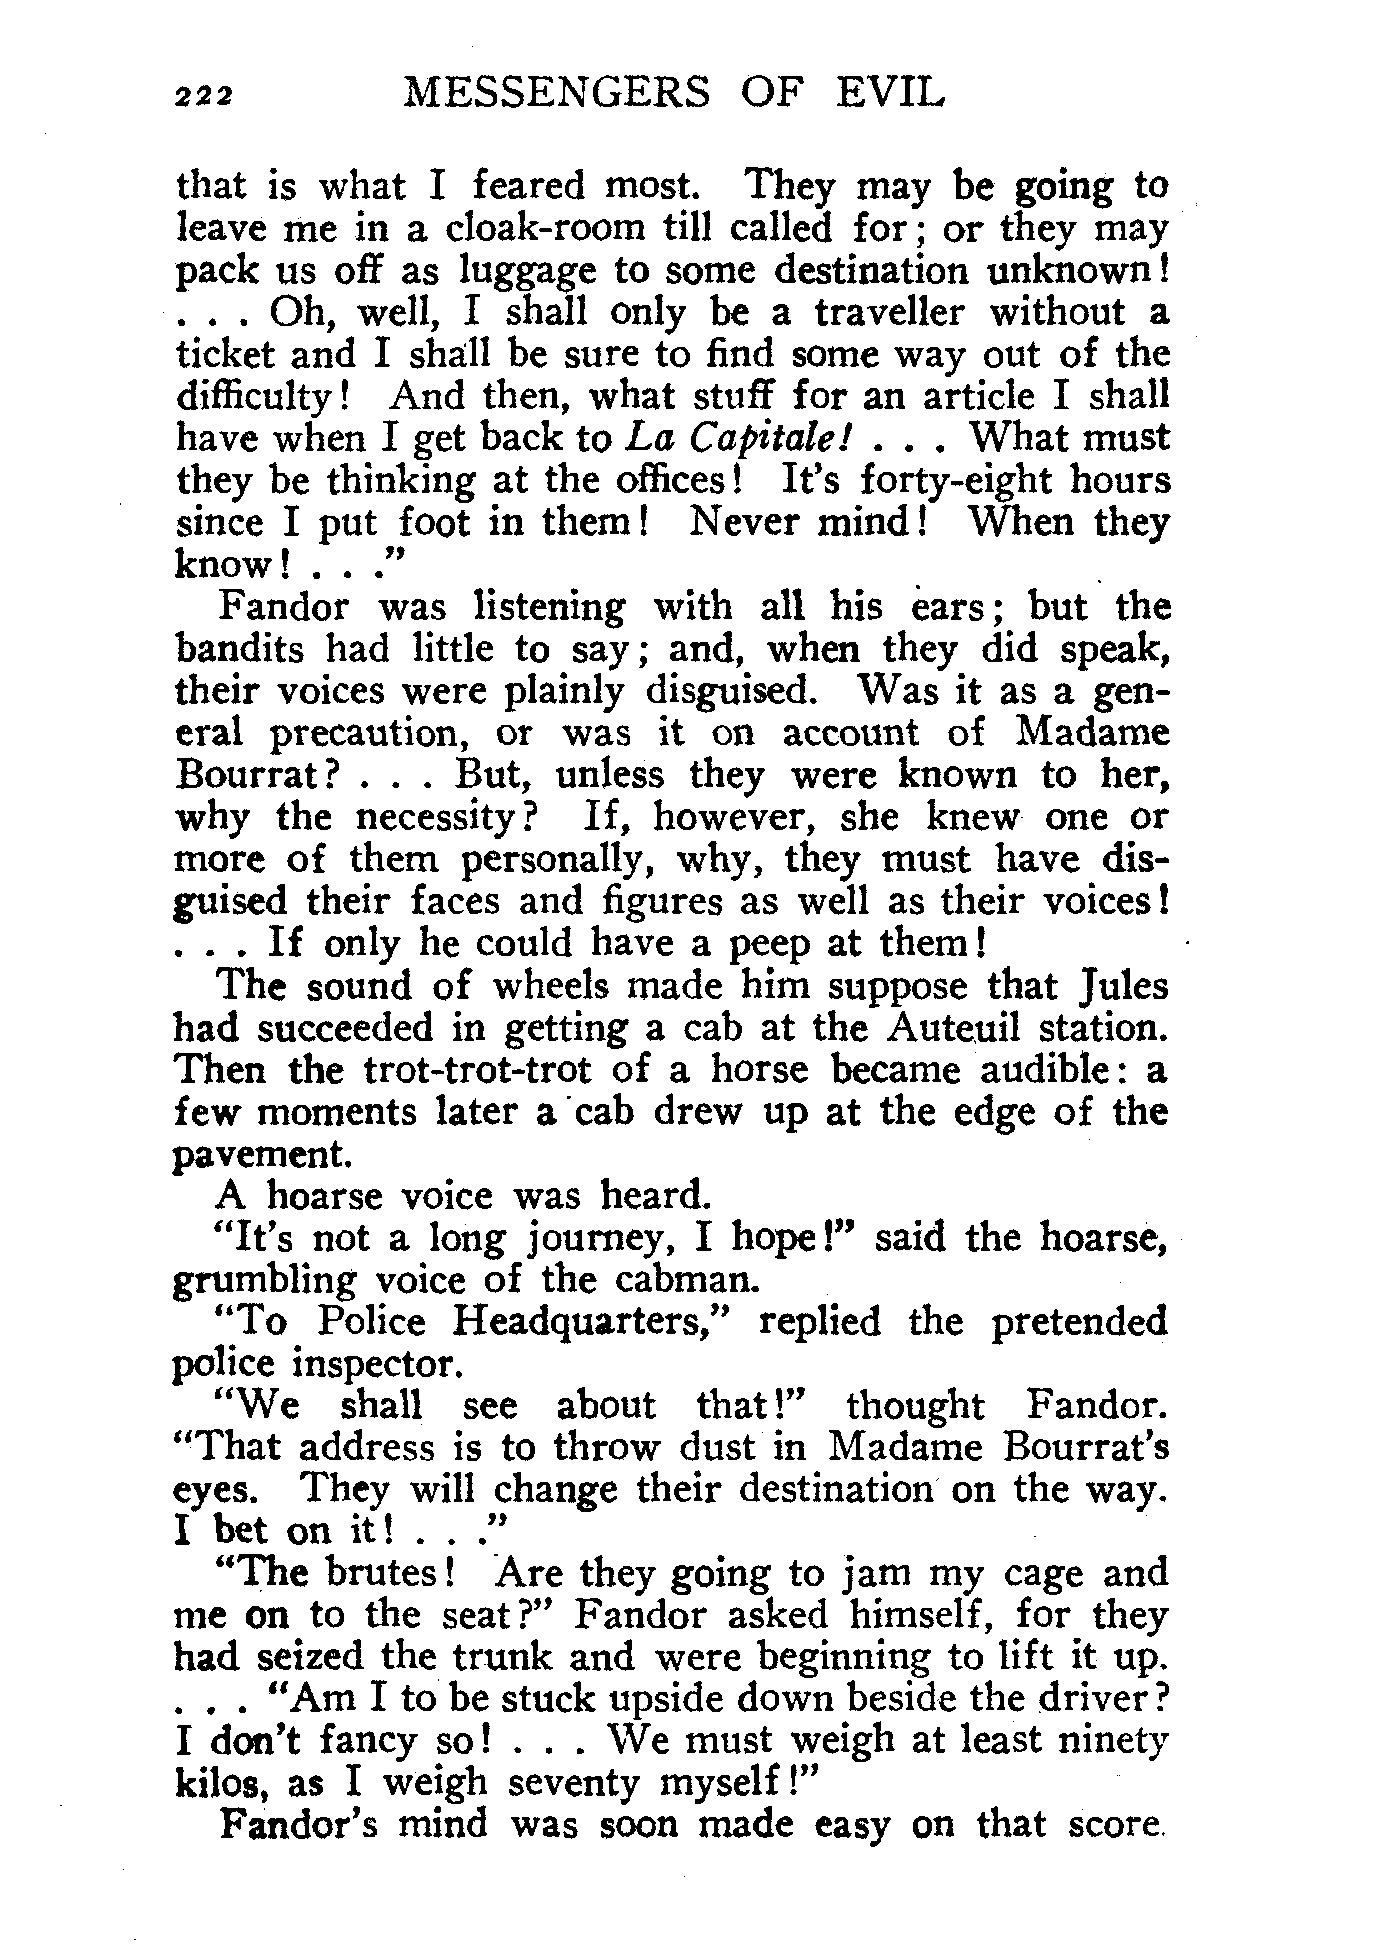 222 MESSENGERS OF EVIL
that is what I feared most. They may be going to
leave me in a cloak-room till called for; or they may
pack us off as luggage to some destination unknown!
. . . Oh, well, I shall only be a traveller without a
ticket and I shall be sure to find some way out of the
difficulty! And then, what stuff for an article I shall
have when I get back to La Capitale! . . . What must
they be thinking at the offices! It's forty-eight hours
since I put foot in them! Never mind! When they
know! . . ."
Fandor was listening with all his ears; but the
bandits had little to say; and, when they did speak,
their voices were plainly disguised. Was it as a gen-
eral precaution, or was it on account of Madame
Bourrat? . . . But, unless they were known to her,
why the necessity? If, however, she knew one or
more of them personally, why, they must have dis-
guised their faces and figures as well as their voices!
. . . If only he could have a peep at them!
The sound of wheels made him suppose that Jules
had succeeded in getting a cab at the Auteuil station.
Then the trot-trot-trot of a horse became audible: a
few moments later a cab drew up at the edge of the
pavement.
A hoarse voice was heard.
"It's not a long journey, I hope!" said the hoarse,
grumbling voice of the cabman.
"To Police Headquarters," replied the pretended
police inspector.
"We shall see about that!" thought Fandor.
"That address is to throw dust in Madame Bourrat's
eyes. They will change their destination on the way.
I bet on it! . . ."
"The brutes! Are they going to jam my cage and
me on to the seat?" Fandor asked himself, for they
had seized the trunk and were beginning to lift it up.
. . . "Am I to be stuck upside down beside the driver?
I don't fancy so! . . . We must weigh at least ninety
kilos, as I weigh seventy myself!"
Fandor's mind was soon made easy on that score.